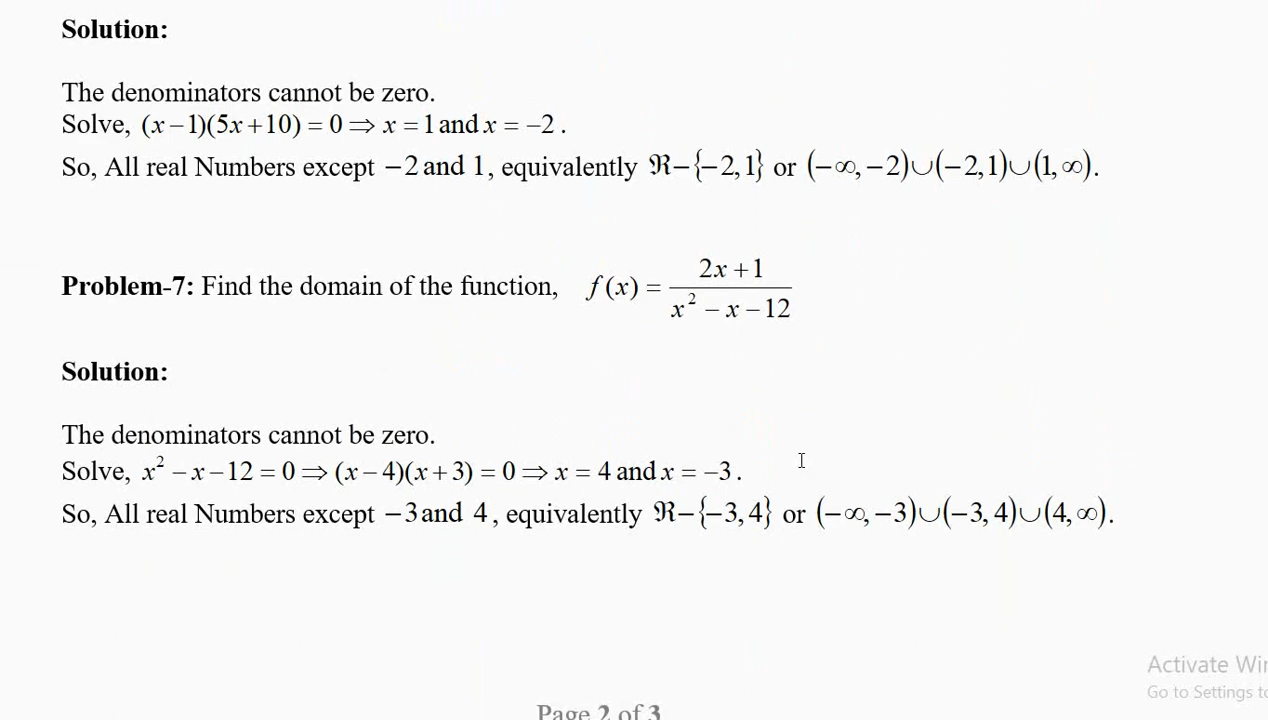 Solution:
The denominators cannot be zero.
Solve, (x−1)(5x+10) = 0 ⇒ x = 1 and x = −2 .
So, All real Numbers except −2 and 1, equivalently ℜ−{−2,1} or (−∞,−2)∪(−2,1)∪(1,∞).
Problem-7: Find the domain of the function, f(x) = (2x+1)/(x² − x − 12)
Solution:
The denominators cannot be zero.
Solve, x² − x − 12 = 0 ⇒ (x−4)(x+3) = 0 ⇒ x = 4 and x = −3 .
So, All real Numbers except −3 and 4, equivalently ℜ−{−3,4} or (−∞,−3)∪(−3,4)∪(4,∞).
Activate Wi
Go to Settings t
Page 2 of 3